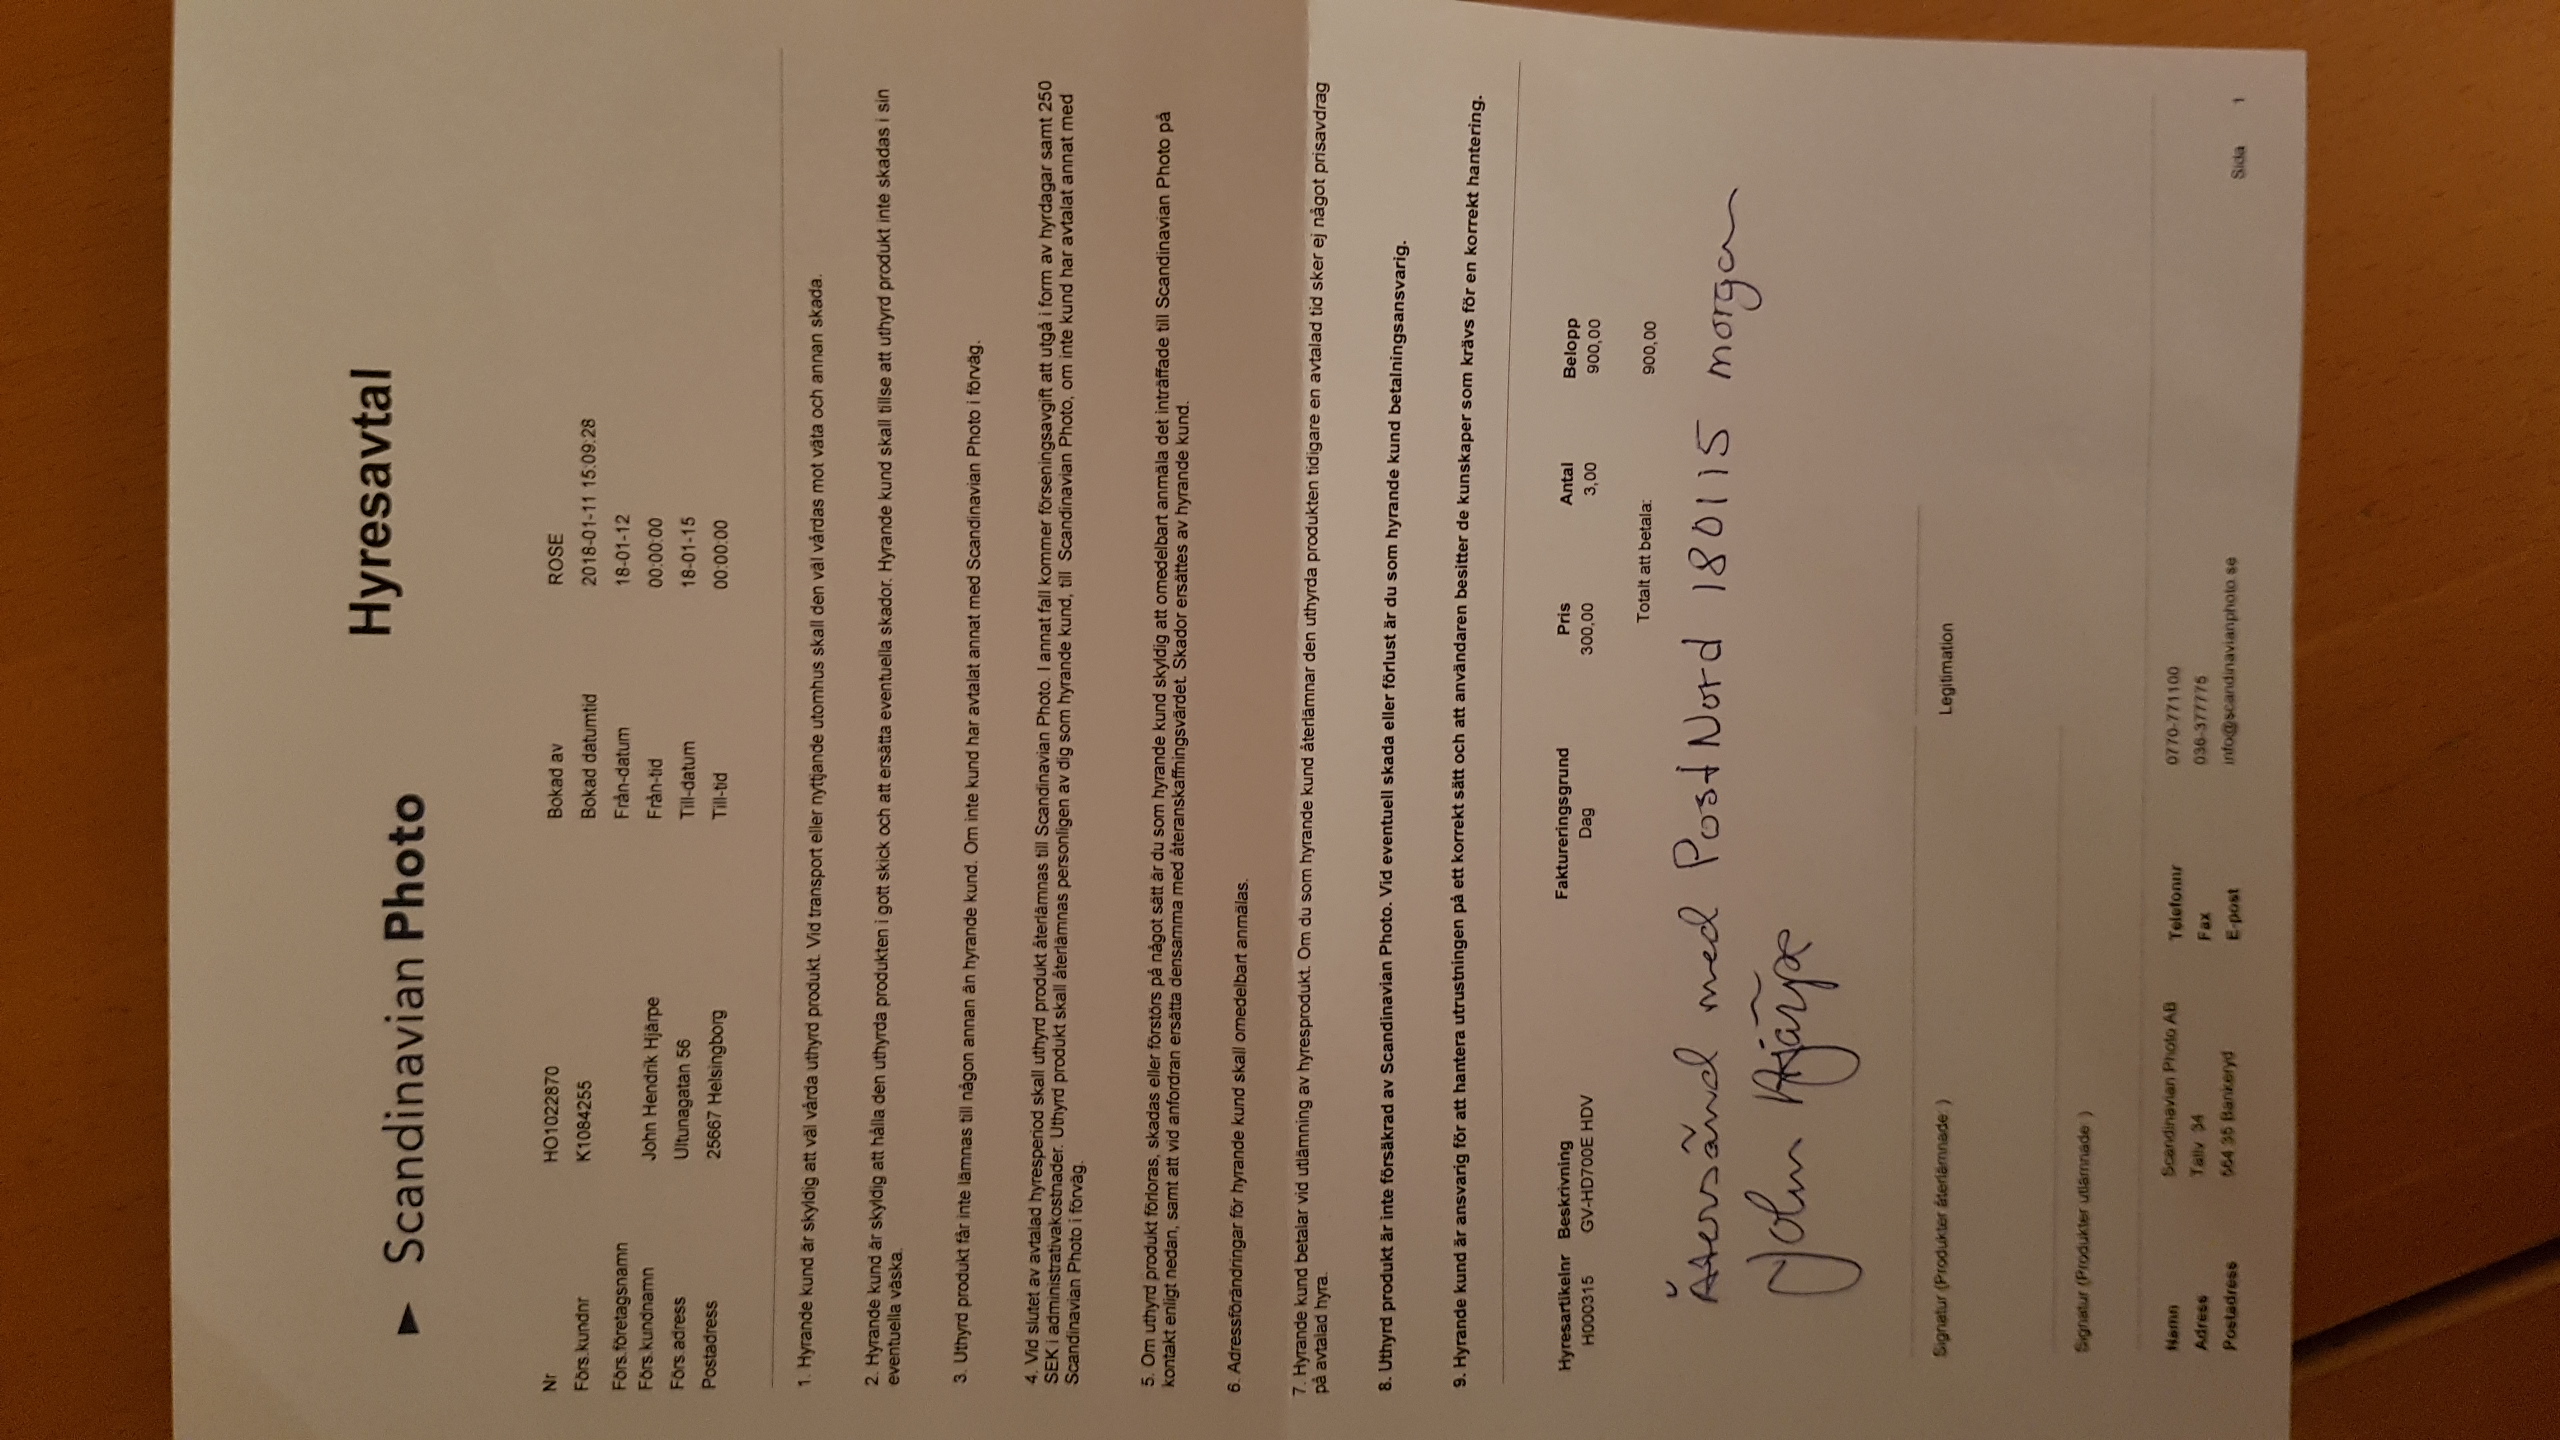 Scandinavian Photo
Hyresavtal
Nr HO1022870 Bokad av ROSE
Förs.kundnr K1084255 Bokad datumtid 2018-01-11 15:09:28
Förs.företagsnamn Från-datum 18-01-12
Förs.kundnamn John Hendrik Hjärpe Från-tid 00:00:00
Förs.adress Ultunagatan 56 Till-datum 18-01-15
Postadress 25667 Helsingborg Till-tid 00:00:00
1. Hyrande kund är skyldig att väl vårda uthyrd produkt. Vid transport eller nyttjande utomhus skall den väl vårdas mot väta och annan skada.
2. Hyrande kund är skyldig att hålla den uthyrda produkten i gott skick och att ersätta eventuella skador. Hyrande kund skall tillse att uthyrd produkt inte skadas i sin
eventuella väska.
3. Uthyrd produkt får inte lämnas till någon annan än hyrande kund. Om inte kund har avtalat annat med Scandinavian Photo i förväg.
4. Vid slutet av avtalad hyresperiod skall uthyrd produkt återlämnas till Scandinavian Photo. I annat fall kommer förseningsavgift att utgå i form av hyrdagar samt 250
SEK i administrativakostnader. Uthyrd produkt skall återlämnas personligen av dig som hyrande kund, till Scandinavian Photo, om inte kund har avtalat annat med
Scandinavian Photo i förväg.
5. Om uthyrd produkt förloras, skadas eller förstörs på något sätt är du som hyrande kund skyldig att omedelbart anmäla det inträffade till Scandinavian Photo på
kontakt enligt nedan, samt att vid anfordran ersätta densamma med återanskaffningsvärdet. Skador ersättes av hyrande kund.
6. Adressförändringar för hyrande kund skall omedelbart anmälas.
7. Hyrande kund betalar vid utlämning av hyresprodukt. Om du som hyrande kund återlämnar den uthyrda produkten tidigare en avtalad tid sker ej något prisavdrag
på avtalad hyra.
8. Uthyrd produkt är inte försäkrad av Scandinavian Photo. Vid eventuell skada eller förlust är du som hyrande kund betalningsansvarig.
9. Hyrande kund är ansvarig för att hantera utrustningen på ett korrekt sätt och att användaren besitter de kunskaper som krävs för en korrekt hantering.
Hyresartikelnr Beskrivning Faktureringsgrund Pris Antal Belopp
H000315 GV-HD700E HDV Dag 300,00 3,00 900,00
Totalt att betala: 900,00
Återsänd med PostNord 180115 morgon
John Hjärpe
Signatur (Produkter återlämnade ) Legitimation
Signatur (Produkter utlämnade )
Namn Scandinavian Photo AB Telefonnr 0770-771100
Adress Tallv 34 Fax 036-377775
Postadress 564 35 Bankeryd E-post info@scandinavianphoto.se
Sida 1